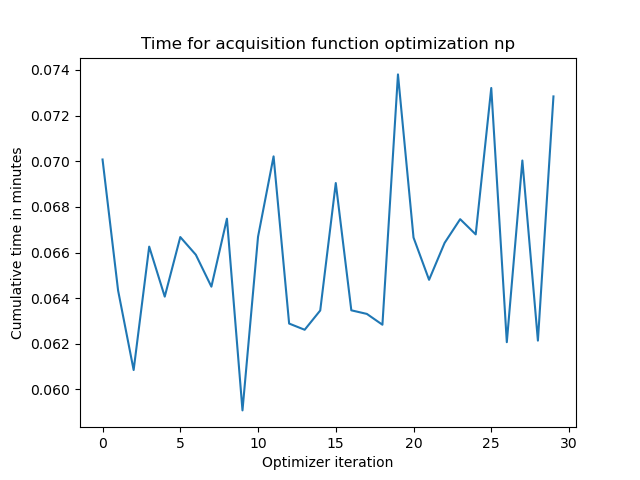 Time for acquisition function optimization np
Cumulative time in minutes
0.074
0.072
0.070
0.068
0.066
0.064
0.062
0.060
0 5 10 15 20 25 30
Optimizer iteration